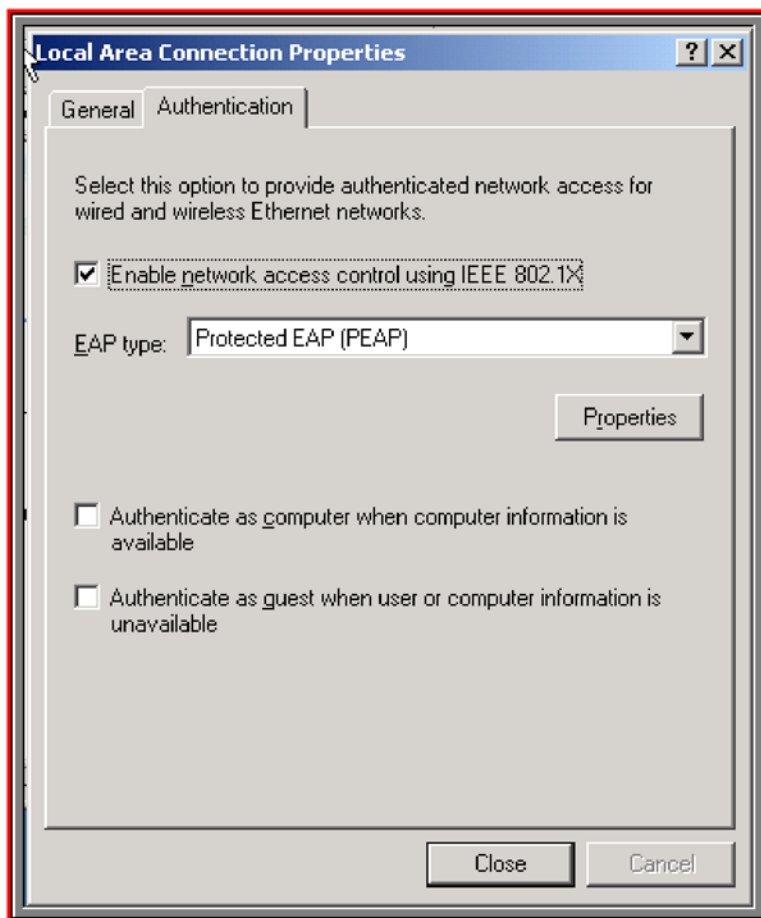 Local Area Connection Properties
General Authentication
Select this option to provide authenticated network access for
wired and wireless Ethernet networks.
Enable network access control using IEEE 802.1X
EAP type: Protected EAP (PEAP)
Properties
Authenticate as computer when computer information is
available
Authenticate as guest when user or computer information is
unavailable
Close Cancel